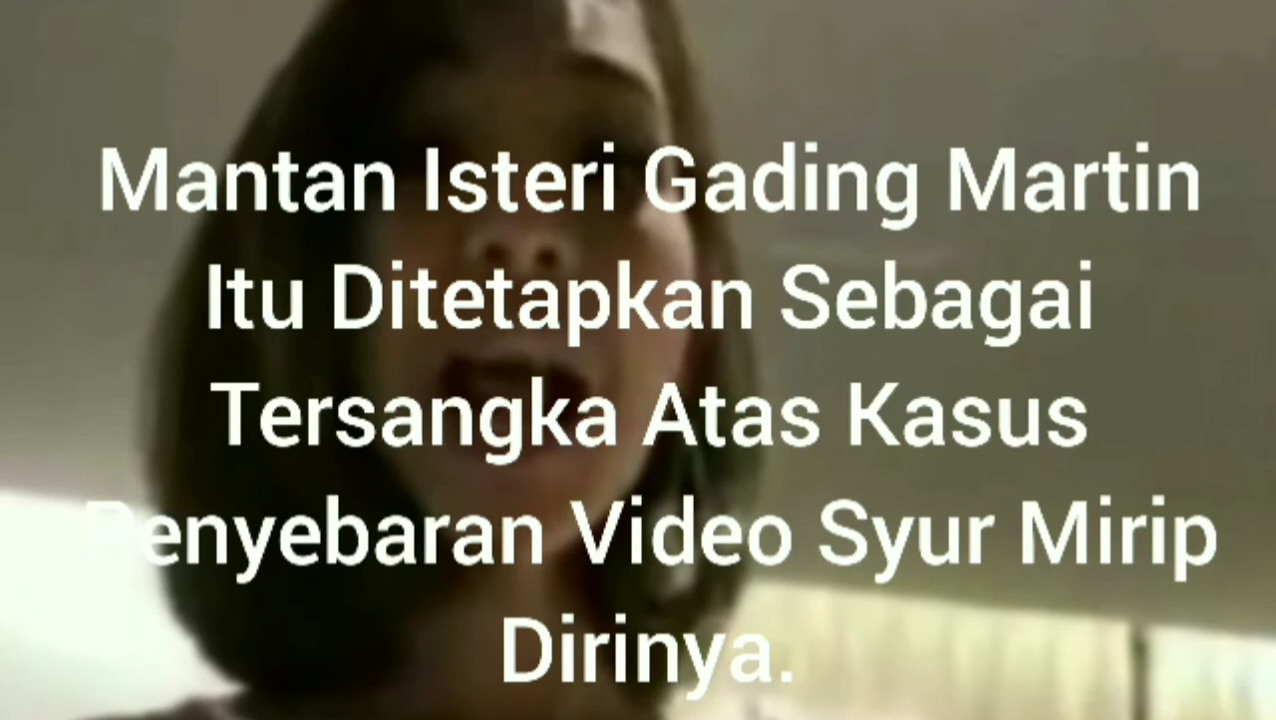 Mantan Isteri Gading Martin
Itu Ditetapkan Sebagai
Tersangka Atas Kasus
Penyebaran Video Syur Mirip
Dirinya.